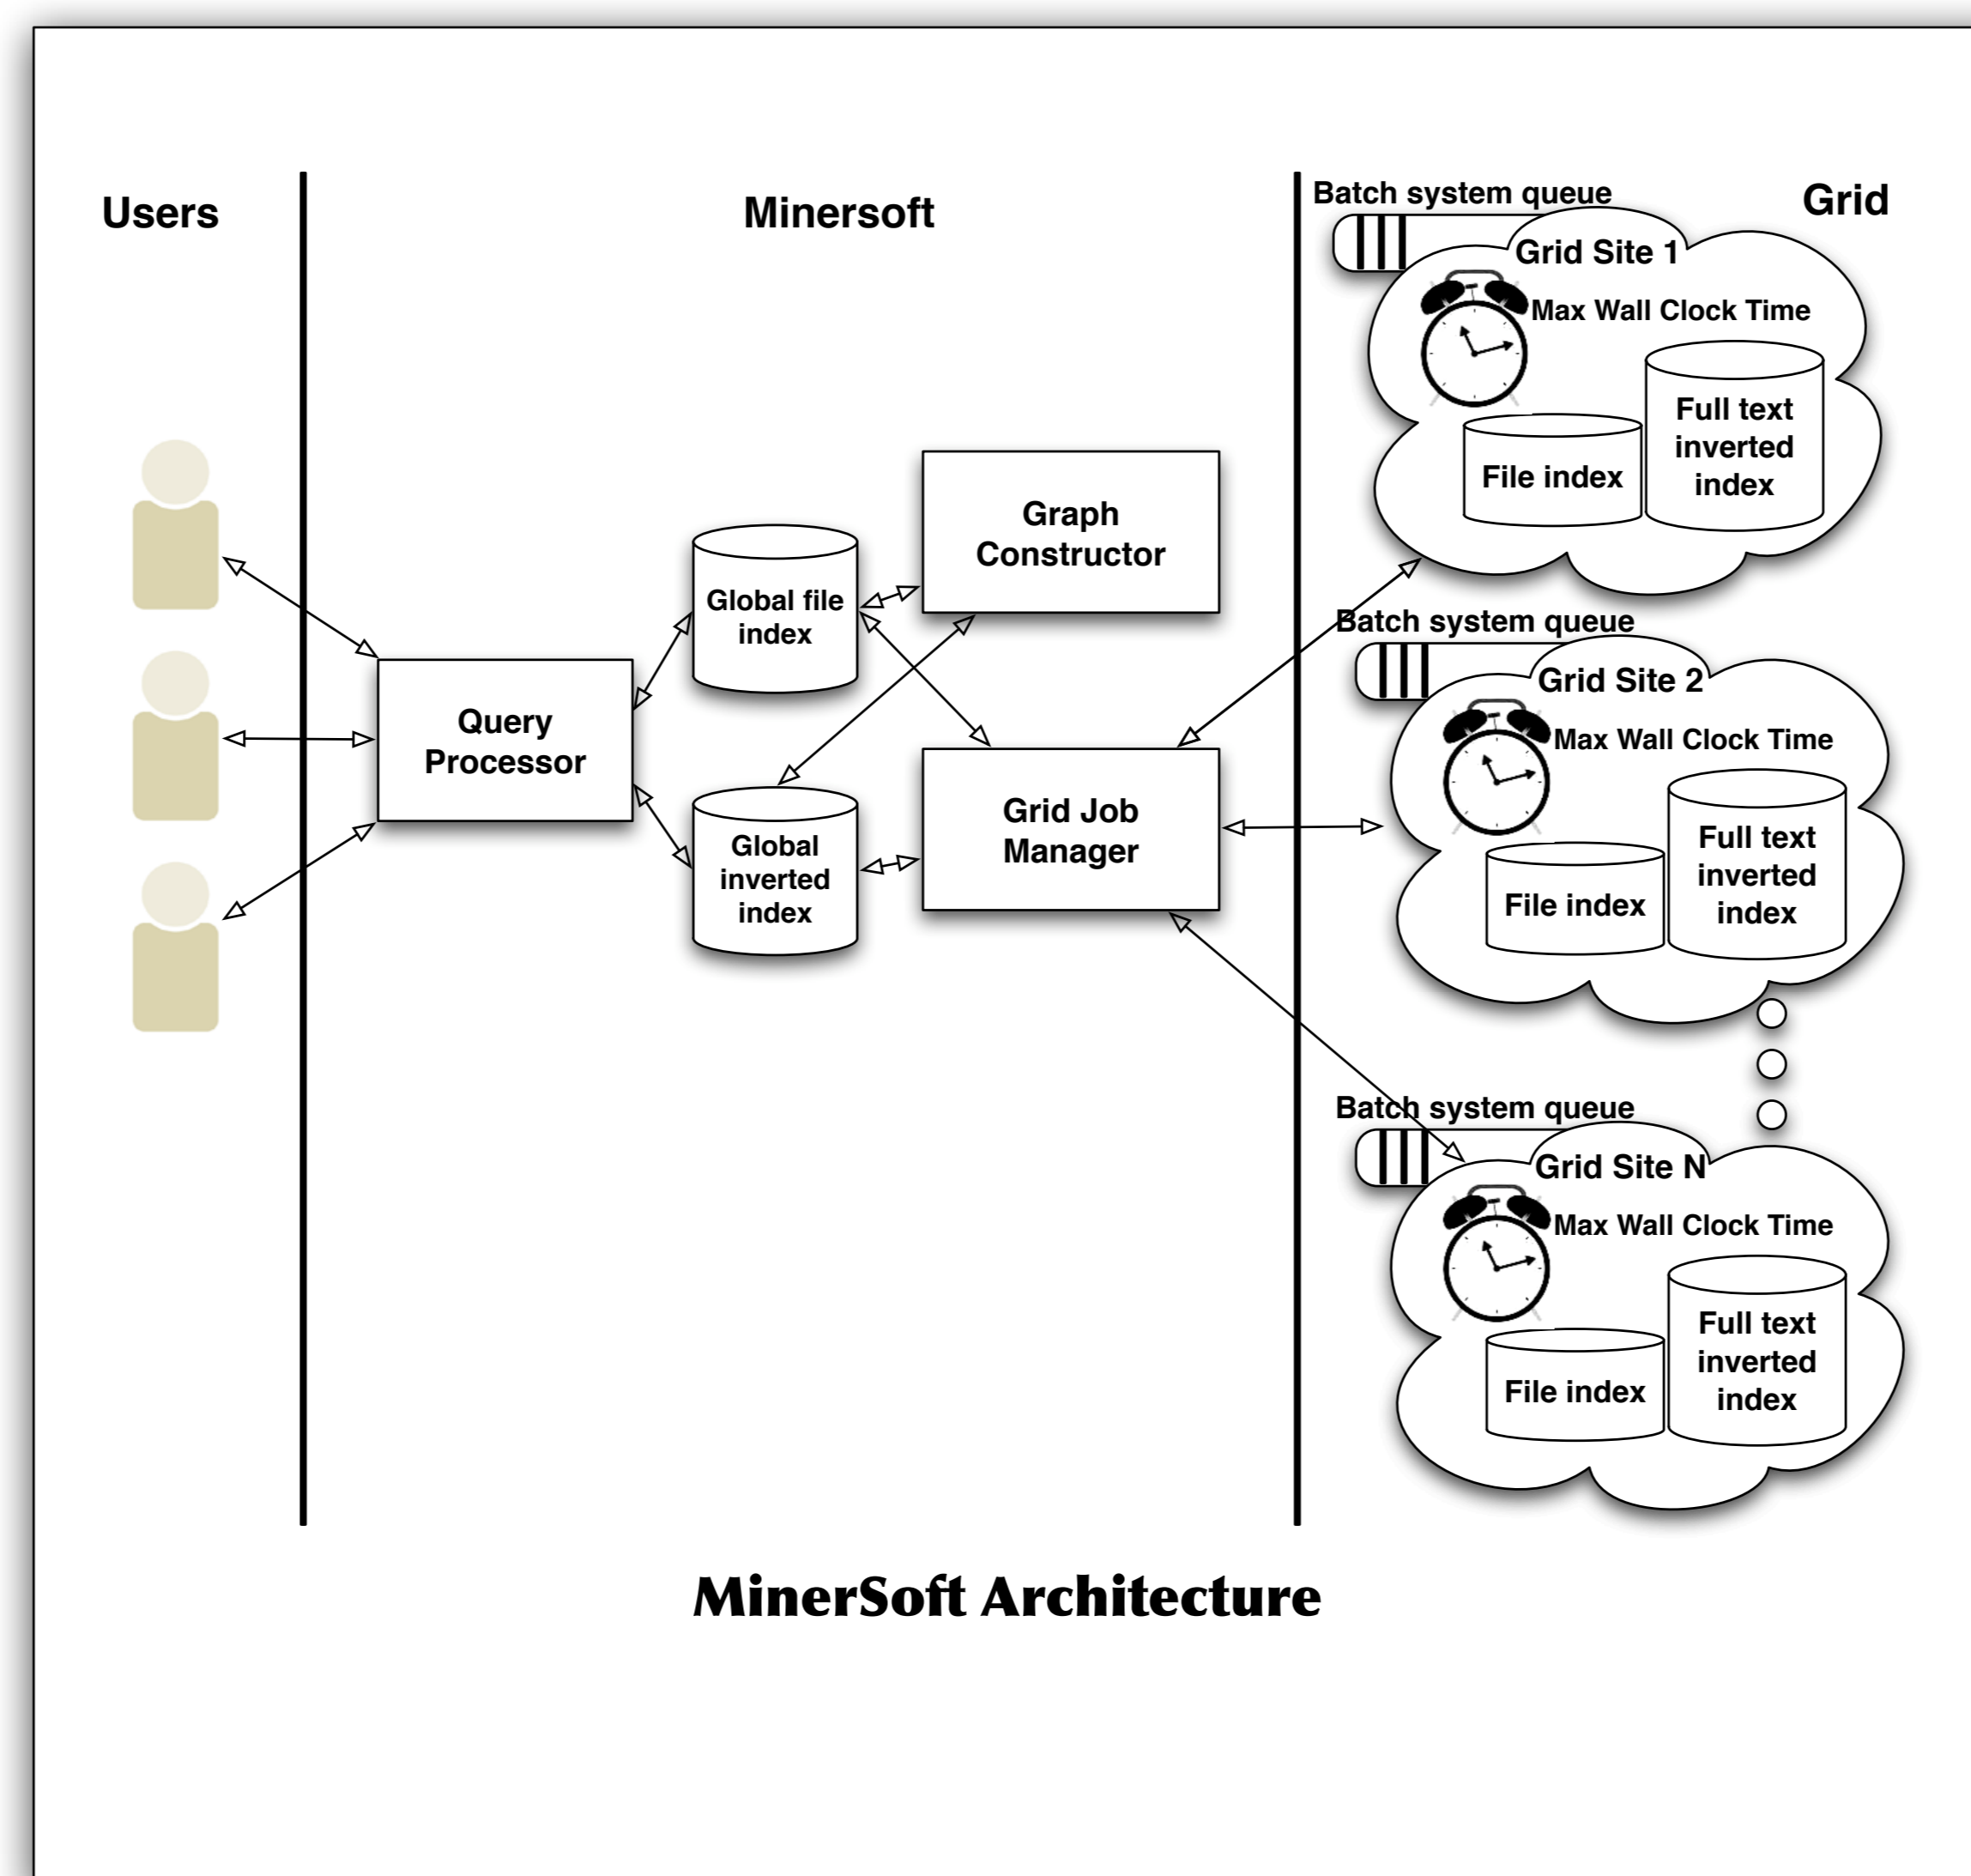 Users
Minersoft
Grid
Batch system queue
Grid Site 1
Max Wall Clock Time
File index
Full text
inverted
index
Graph
Constructor
Global file
index
Query
Processor
Global
inverted
index
Grid Job
Manager
Batch system queue
Grid Site 2
Max Wall Clock Time
File index
Full text
inverted
index
Batch system queue
Grid Site N
Max Wall Clock Time
File index
Full text
inverted
index
MinerSoft Architecture